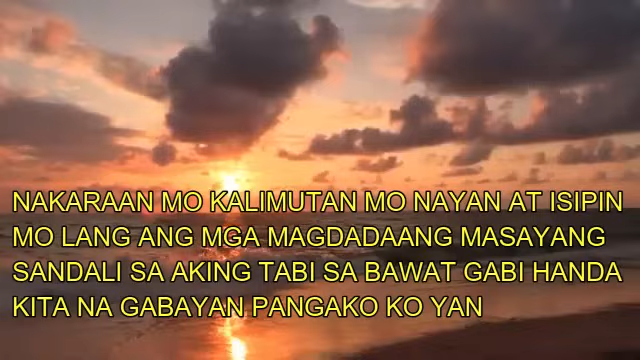 NAKARAAN MO KALIMUTAN MO NAYAN AT ISIPIN
MO LANG ANG MGA MAGDADAANG MASAYANG
SANDALI SA AKING TABI SA BAWAT GABI HANDA
KITA NA GABAYAN PANGAKO KO YAN